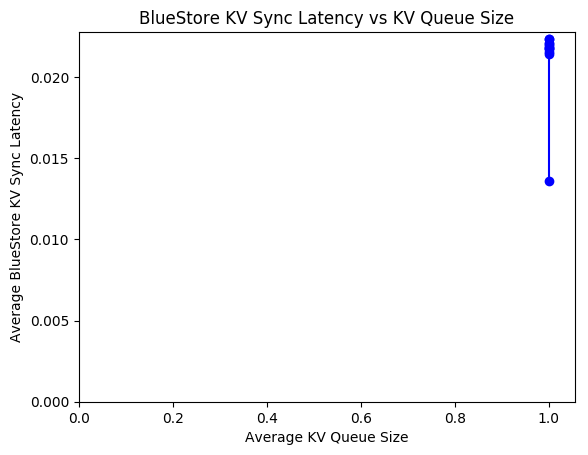 BlueStore KV Sync Latency vs KV Queue Size
Average BlueStore KV Sync Latency
0.020
0.015
0.010
0.005
0.000
0.0 0.2 0.4 0.6 0.8 1.0
Average KV Queue Size